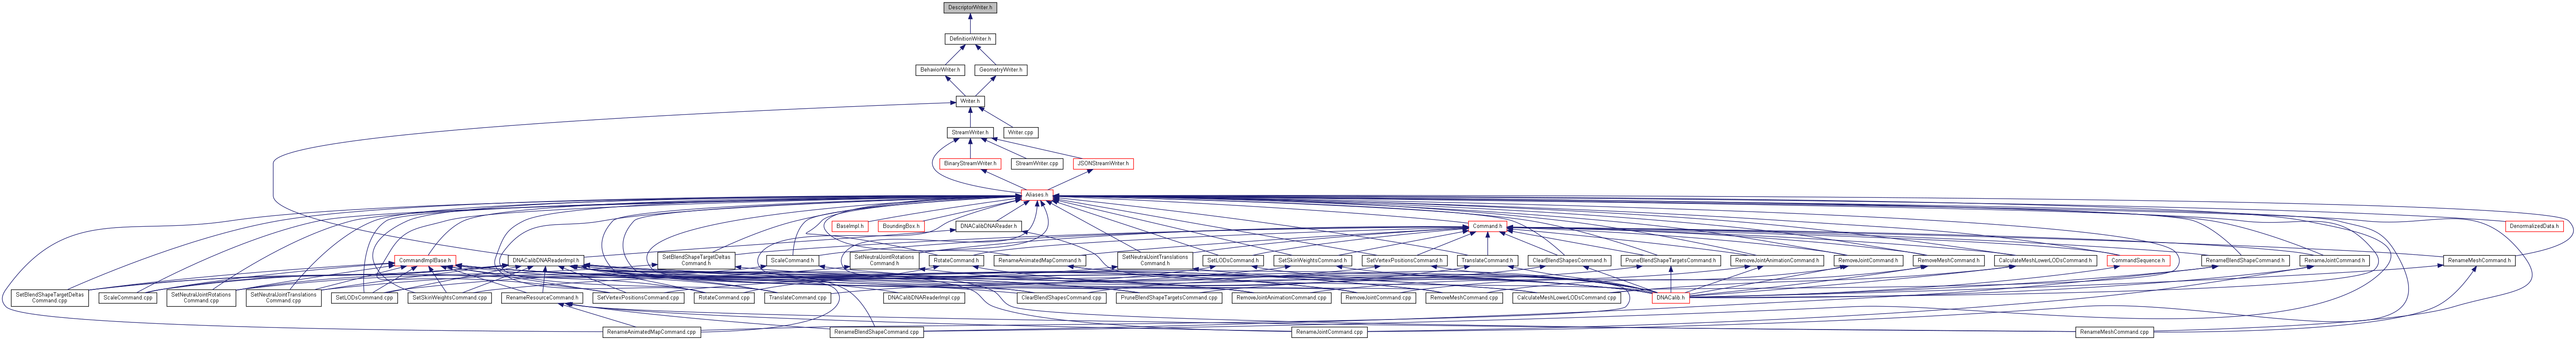 DescriptorWriter.h
DefinitionWriter.h
BehaviorWriter.h
GeometryWriter.h
Writer.h
StreamWriter.h
Writer.cpp
BinaryStreamWriter.h
StreamWriter.cpp
JSONStreamWriter.h
Aliases.h
BaseImpl.h
BoundingBox.h
DNACalibDNAReader.h
Command.h
DenormalizedData.h
CommandImplBase.h
DNACalibDNAReaderImpl.h
SetBlendShapeTargetDeltas
Command.h
ScaleCommand.h
SetNeutralJointRotations
Command.h
RotateCommand.h
RenameAnimatedMapCommand.h
SetNeutralJointTranslations
Command.h
SetLODsCommand.h
SetSkinWeightsCommand.h
SetVertexPositionsCommand.h
TranslateCommand.h
ClearBlendShapesCommand.h
PruneBlendShapeTargetsCommand.h
RemoveJointAnimationCommand.h
RemoveJointCommand.h
RemoveMeshCommand.h
CalculateMeshLowerLODsCommand.h
CommandSequence.h
RenameBlendShapeCommand.h
RenameJointCommand.h
RenameMeshCommand.h
SetBlendShapeTargetDeltas
Command.cpp
ScaleCommand.cpp
SetNeutralJointRotations
Command.cpp
SetNeutralJointTranslations
Command.cpp
SetLODsCommand.cpp
SetSkinWeightsCommand.cpp
RenameResourceCommand.h
SetVertexPositionsCommand.cpp
RotateCommand.cpp
TranslateCommand.cpp
DNACalibDNAReaderImpl.cpp
ClearBlendShapesCommand.cpp
PruneBlendShapeTargetsCommand.cpp
RemoveJointAnimationCommand.cpp
RemoveJointCommand.cpp
RemoveMeshCommand.cpp
CalculateMeshLowerLODsCommand.cpp
DNACalib.h
RenameAnimatedMapCommand.cpp
RenameBlendShapeCommand.cpp
RenameJointCommand.cpp
RenameMeshCommand.cpp